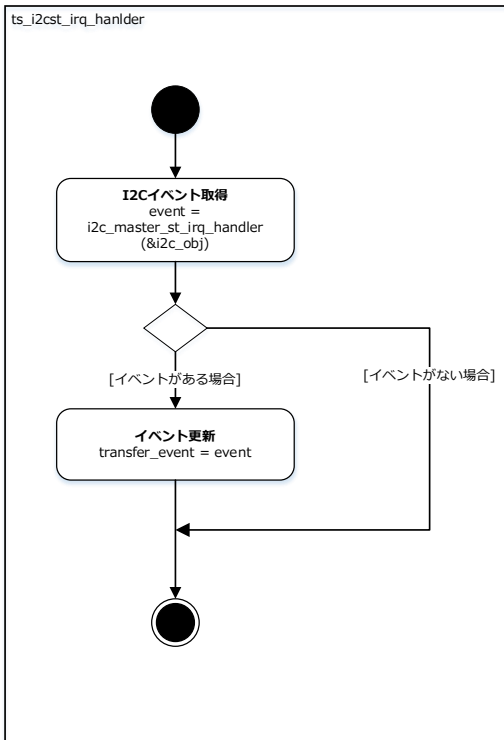 ts_i2cst_irq_hanlder
I2Cイベント取得
event =
i2c_master_st_irq_handler
(&i2c_obj)
[イベントがある場合]
[イベントがない場合]
イベント更新
transfer_event = event